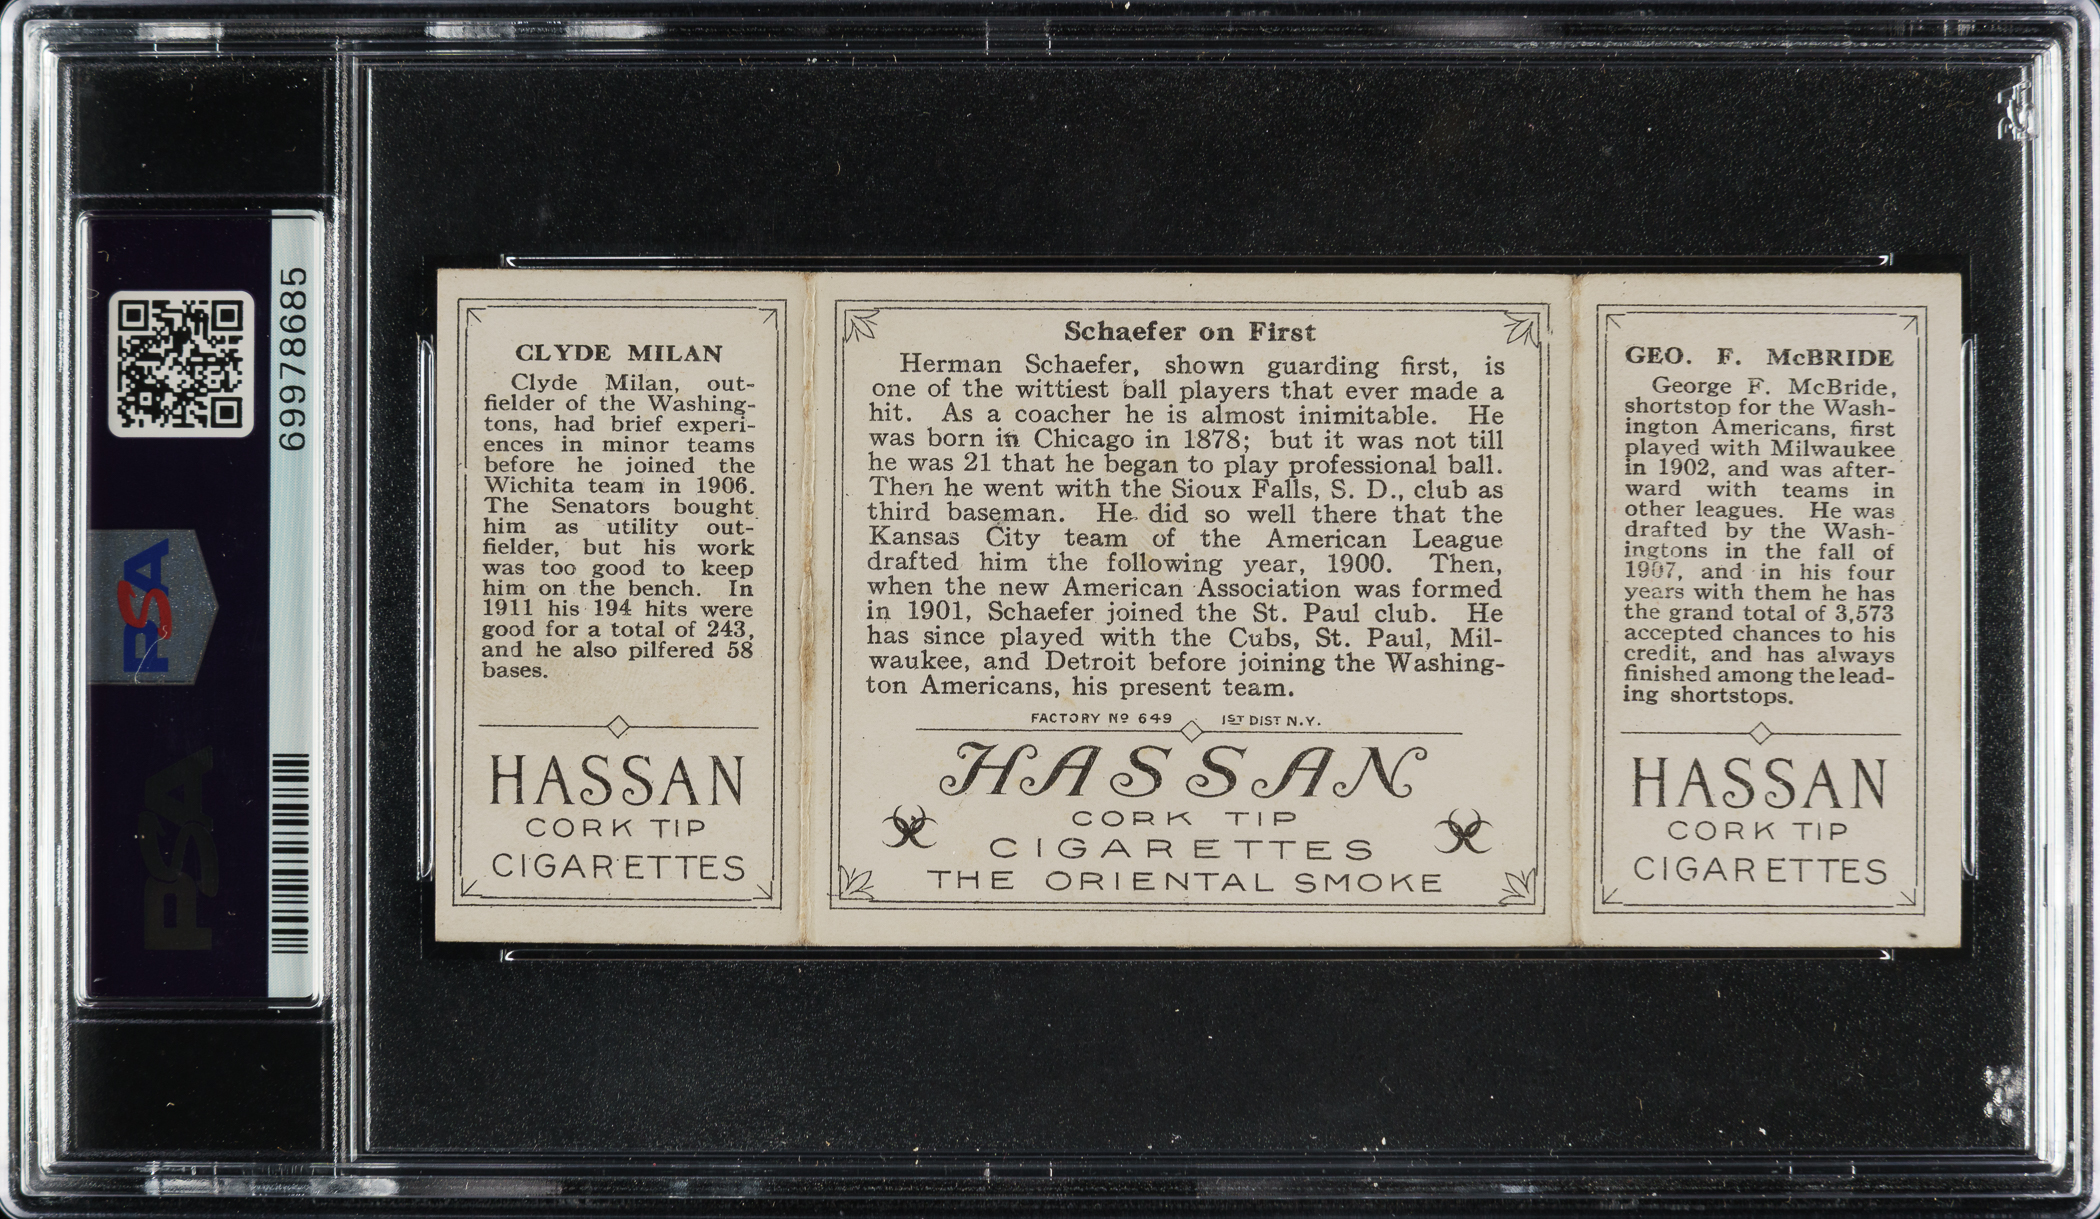 69978685
PSA
PSA
CLYDE MILAN
Clyde Milan, out-
fielder of the Washing-
tons, had brief experi-
ences in minor teams
before he joined the
Wichita team in 1906.
The Senators bought
him as utility out-
fielder, but his work
was too good to keep
him on the bench. In
1911 his 194 hits were
good for a total of 243,
and he also pilfered 58
bases.
HASSAN
CORK TIP
CIGARETTES
Schaefer on First
Herman Schaefer, shown guarding first, is
one of the wittiest ball players that ever made a
hit. As a coacher he is almost inimitable. He
was born in Chicago in 1878; but it was not till
he was 21 that he began to play professional ball.
Then he went with the Sioux Falls, S. D., club as
third baseman. He did so well there that the
Kansas City team of the American League
drafted him the following year, 1900. Then,
when the new American Association was formed
in 1901, Schaefer joined the St. Paul club. He
has since played with the Cubs, St. Paul, Mil-
waukee, and Detroit before joining the Washing-
ton Americans, his present team.
FACTORY Nº 649 1ST DIST N.Y.
HASSAN
CORK TIP
CIGARETTES
THE ORIENTAL SMOKE
GEO. F. McBRIDE
George F. McBride,
shortstop for the Wash-
ington Americans, first
played with Milwaukee
in 1902, and was after-
ward with teams in
other leagues. He was
drafted by the Wash-
ingtons in the fall of
1907, and in his four
years with them he has
the grand total of 3,573
accepted chances to his
credit, and has always
finished among the lead-
ing shortstops.
HASSAN
CORK TIP
CIGARETTES